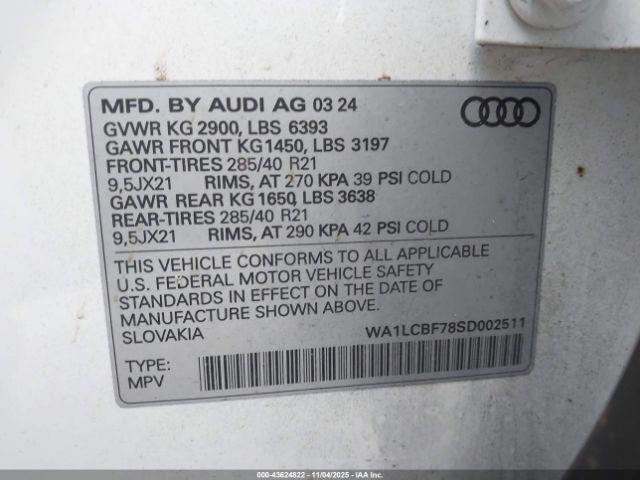 MFD. BY AUDI AG 03 24
GVWR KG 2900, LBS 6393
GAWR FRONT KG 1450, LBS 3197
FRONT-TIRES 285/40 R21
9,5JX21 RIMS, AT 270 KPA 39 PSI COLD
GAWR REAR KG 1650, LBS 3638
REAR-TIRES 285/40 R21
9,5JX21 RIMS, AT 290 KPA 42 PSI COLD
THIS VEHICLE CONFORMS TO ALL APPLICABLE
U.S. FEDERAL MOTOR VEHICLE SAFETY
STANDARDS IN EFFECT ON THE DATE OF
MANUFACTURE SHOWN ABOVE.
SLOVAKIA
WA1LCBF78SD002511
TYPE:
MPV
000-43624822 - 11/04/2025 - IAA, Inc.